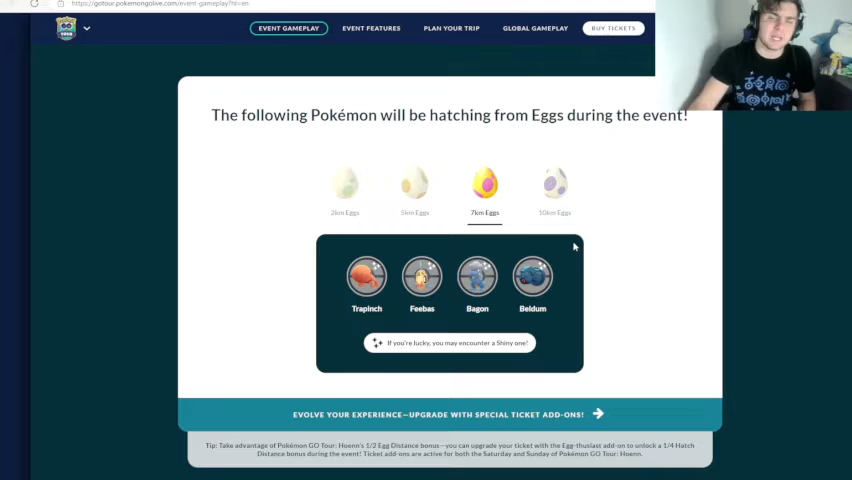 https://gotour.pokemongolive.com/event-gameplay?hl=en
EVENT GAMEPLAY
EVENT FEATURES
PLAN YOUR TRIP
GLOBAL GAMEPLAY
BUY TICKETS
The following Pokémon will be hatching from Eggs during the event!
2km Eggs
5km Eggs
7km Eggs
10km Eggs
Trapinch
Feebas
Bagon
Beldum
If you're lucky, you may encounter a Shiny one!
EVOLVE YOUR EXPERIENCE—UPGRADE WITH SPECIAL TICKET ADD-ONS!
Tip: Take advantage of Pokémon GO Tour: Hoenn's 1/2 Egg Distance bonus—you can upgrade your ticket with the Egg-thusiast add-on to unlock a 1/4 Hatch
Distance bonus during the event! Ticket add-ons are active for both the Saturday and Sunday of Pokémon GO Tour: Hoenn.